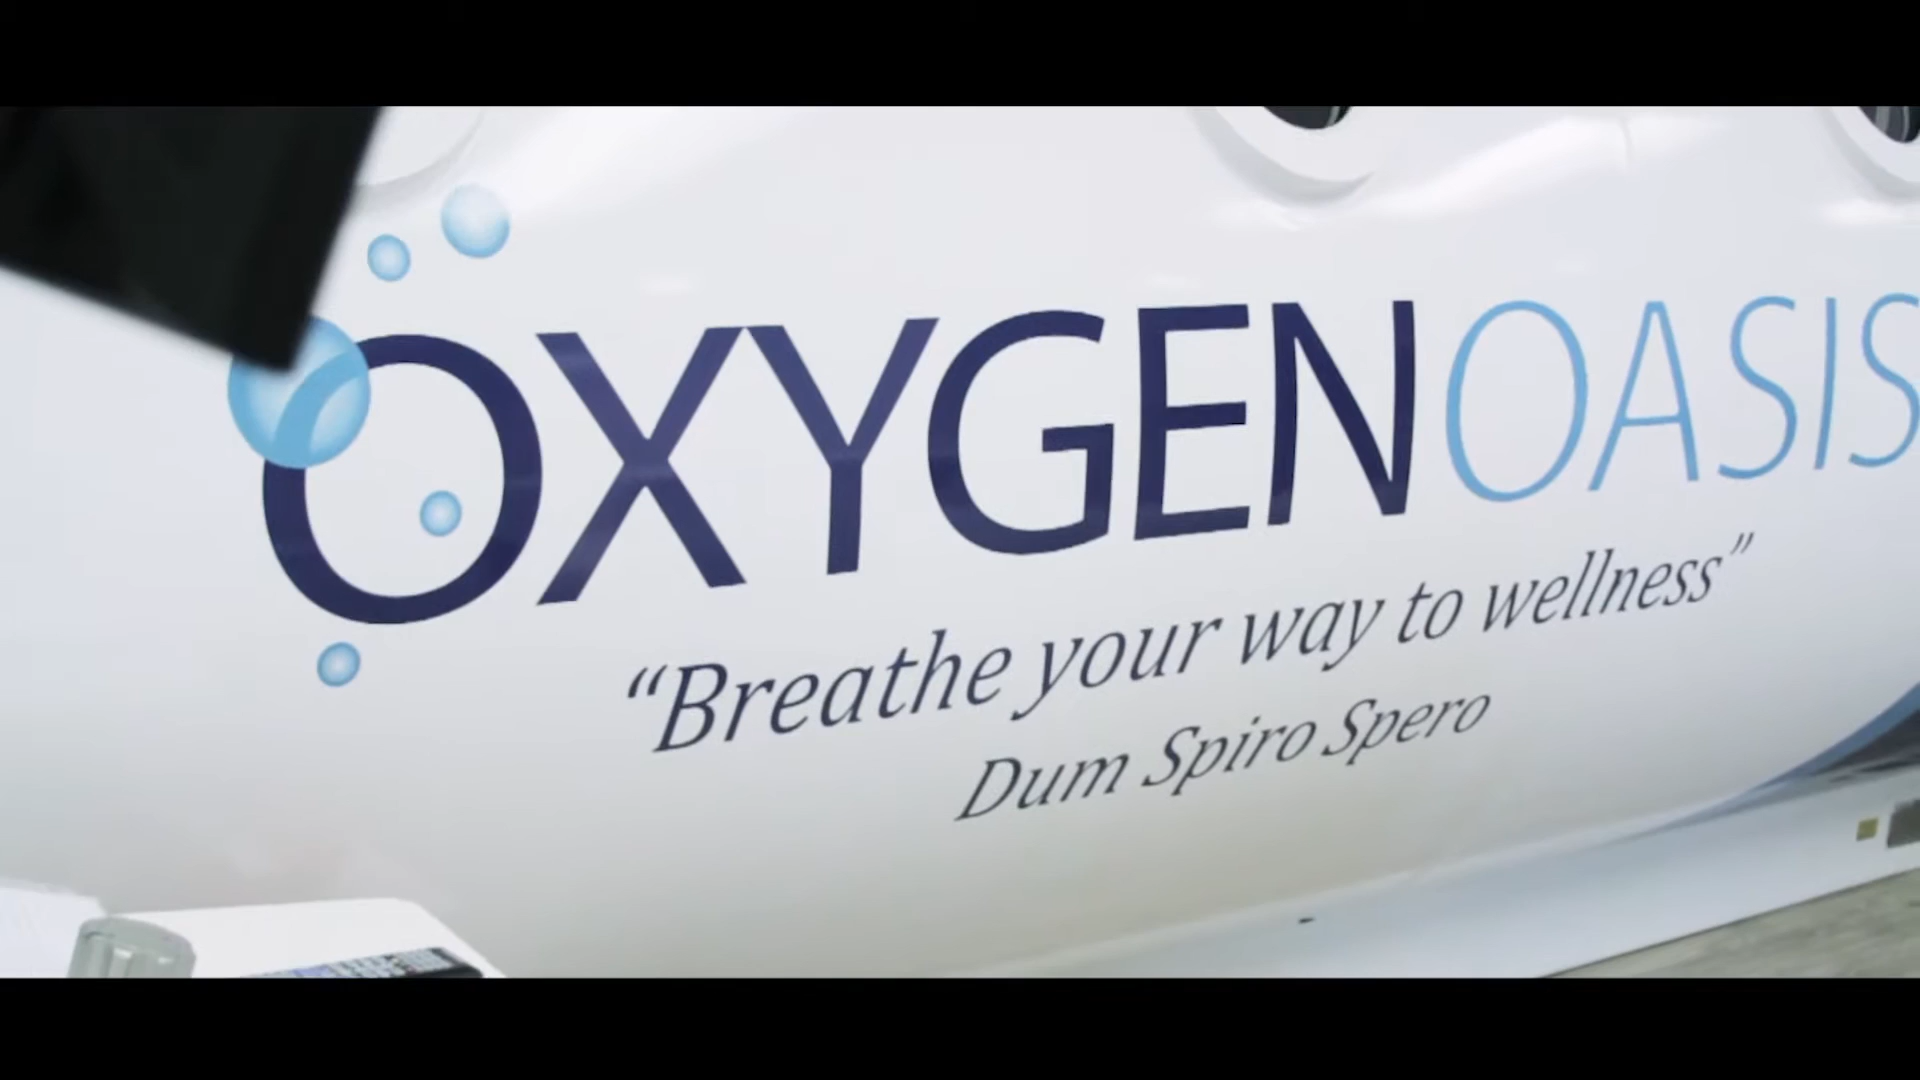 OXYGENOASIS
“Breathe your way to wellness”
Dum Spiro Spero